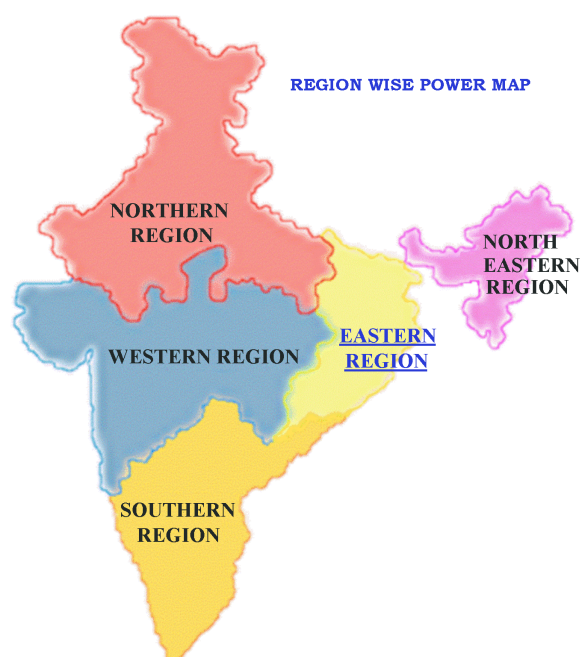 REGION WISE POWER MAP
NORTHERN
REGION
NORTH
EASTERN
REGION
WESTERN REGION
EASTERN
REGION
SOUTHERN
REGION